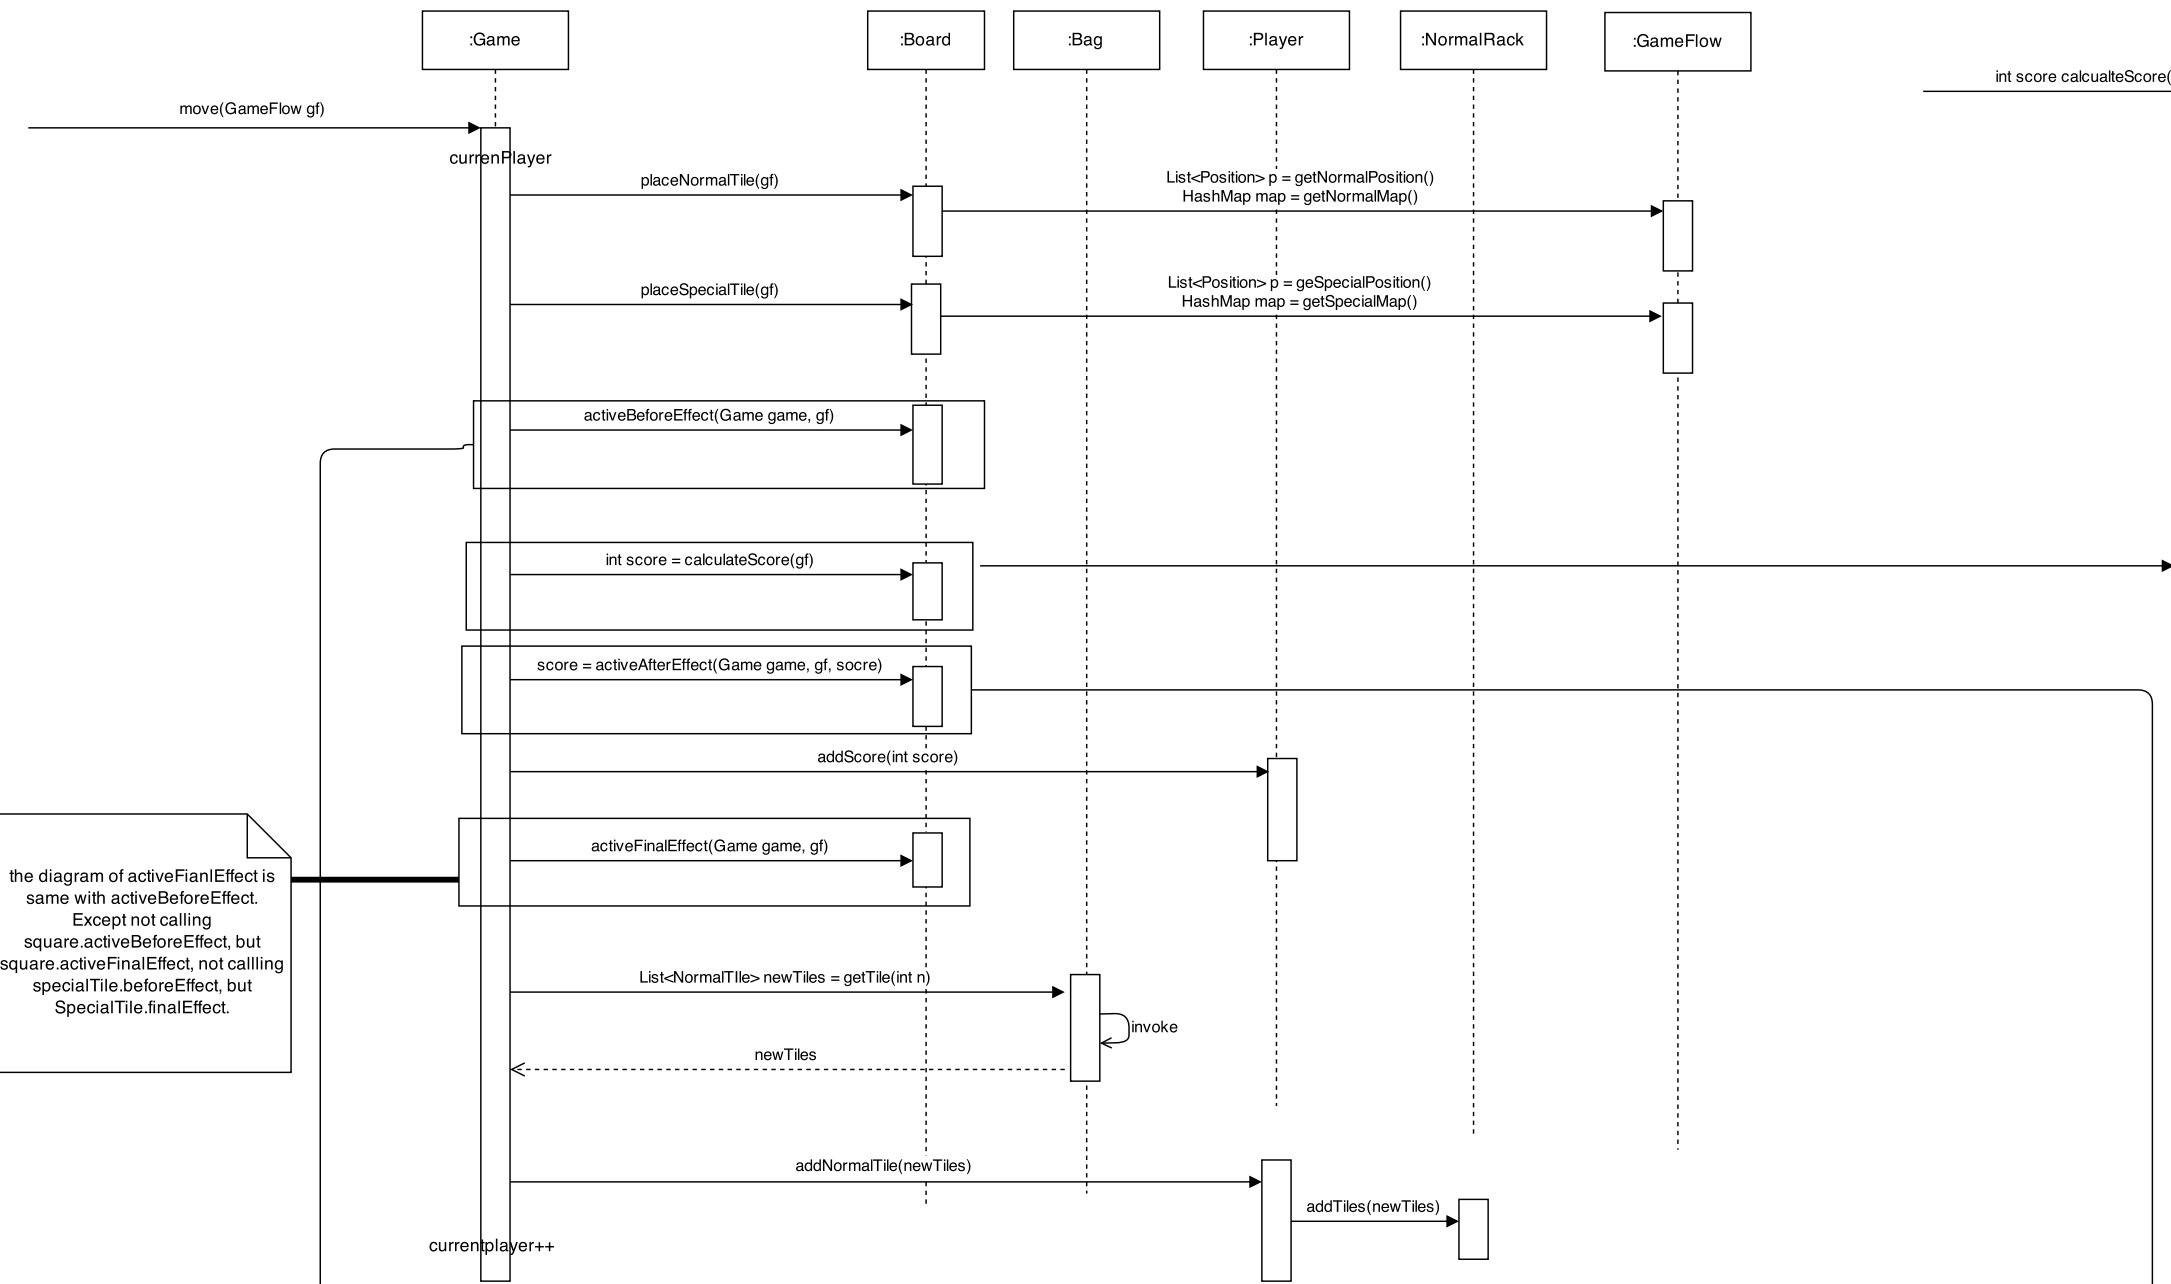 :Game
:Board
:Bag
:Player
:NormalRack
:GameFlow
int score calcualteScore(
move(GameFlow gf)
currenPlayer
placeNormalTile(gf)
List<Position> p = getNormalPosition()
HashMap map = getNormalMap()
placeSpecialTile(gf)
List<Position> p = geSpecialPosition()
HashMap map = getSpecialMap()
activeBeforeEffect(Game game, gf)
int score = calculateScore(gf)
score = activeAfterEffect(Game game, gf, socre)
addScore(int score)
activeFinalEffect(Game game, gf)
the diagram of activeFianlEffect is
same with activeBeforeEffect.
Except not calling
square.activeBeforeEffect, but
square.activeFinalEffect, not callling
specialTile.beforeEffect, but
SpecialTile.finalEffect.
List<NormalTIle> newTiles = getTile(int n)
invoke
newTiles
addNormalTile(newTiles)
addTiles(newTiles)
currentplayer++